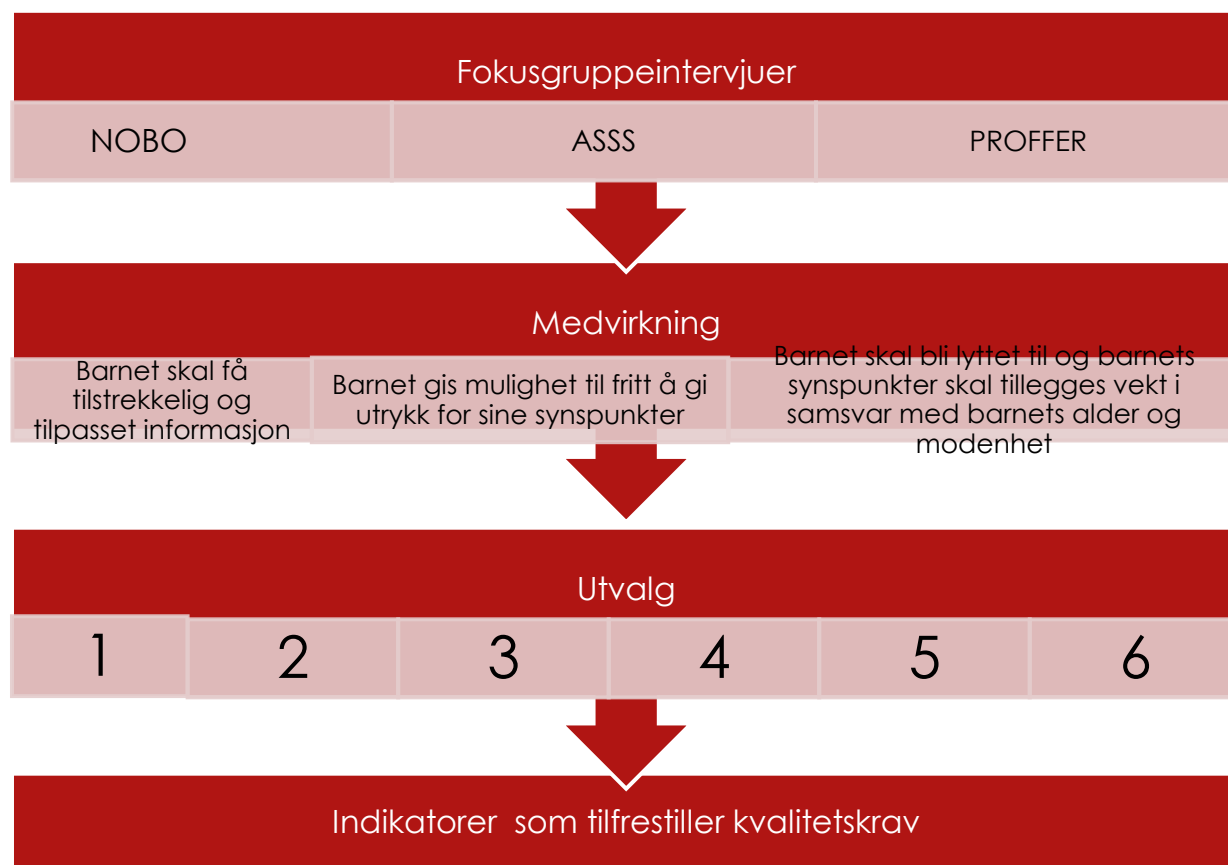 Fokusgruppeintervjuer
NOBO
ASSS
PROFFER
Medvirkning
Barnet skal få
tilstrekkelig og
tilpasset informasjon
Barnet gis mulighet til fritt å gi
utrykk for sine synspunkter
Barnet skal bli lyttet til og barnets
synspunkter skal tillegges vekt i
samsvar med barnets alder og
modenhet
Utvalg
1
2
3
4
5
6
Indikatorer som tilfrestiller kvalitetskrav